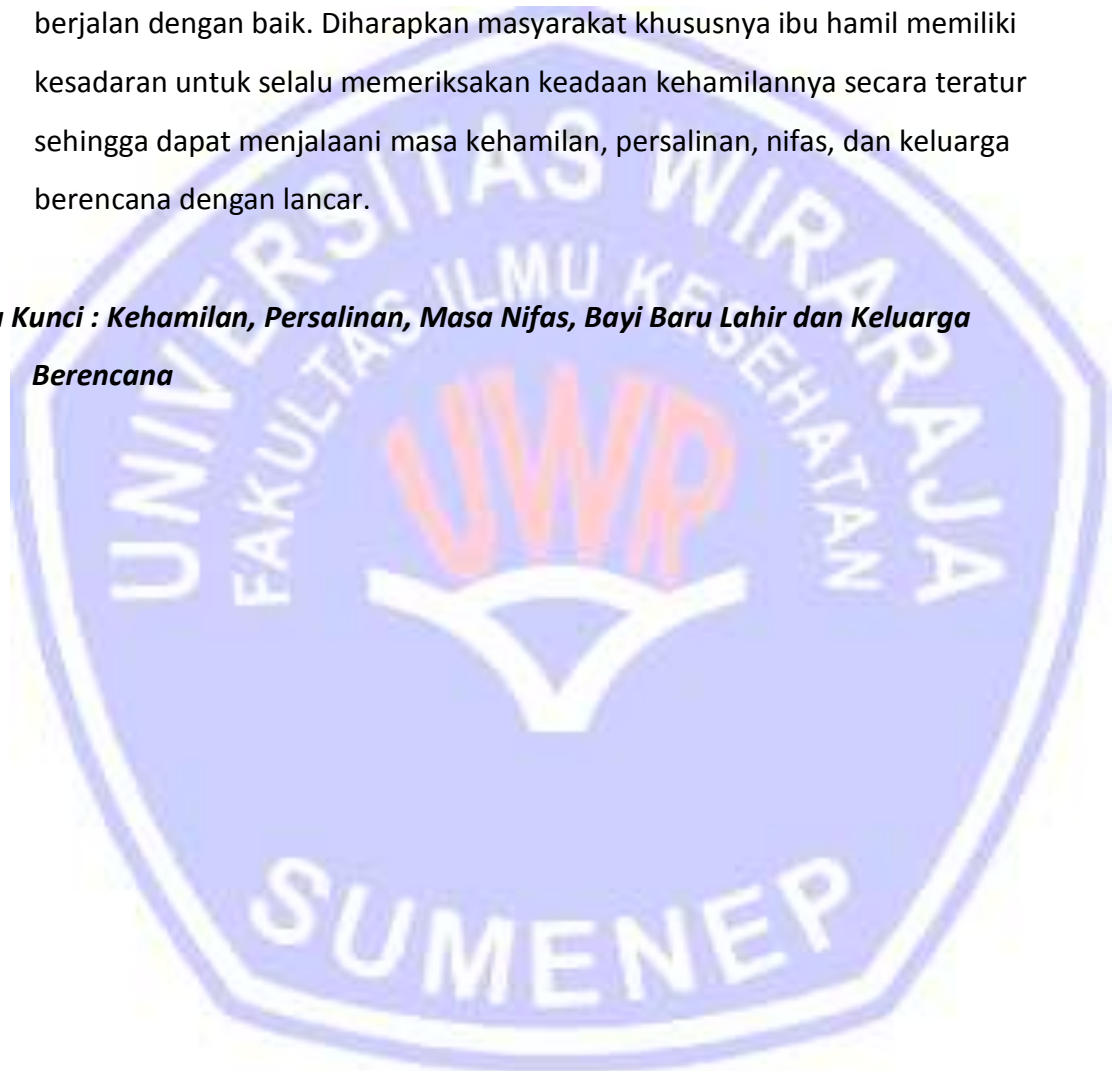 berjalan dengan baik. Diharapkan masyarakat khususnya ibu hamil memiliki
kesadaran untuk selalu memeriksakan keadaan kehamilannya secara teratur
sehingga dapat menjalaani masa kehamilan, persalinan, nifas, dan keluarga
berencana dengan lancar.
Kunci : Kehamilan, Persalinan, Masa Nifas, Bayi Baru Lahir dan Keluarga
Berencana
UNIVERSITAS WIRARAJA
FAKULTAS ILMU KESEHATAN
UWR
SUMENEP